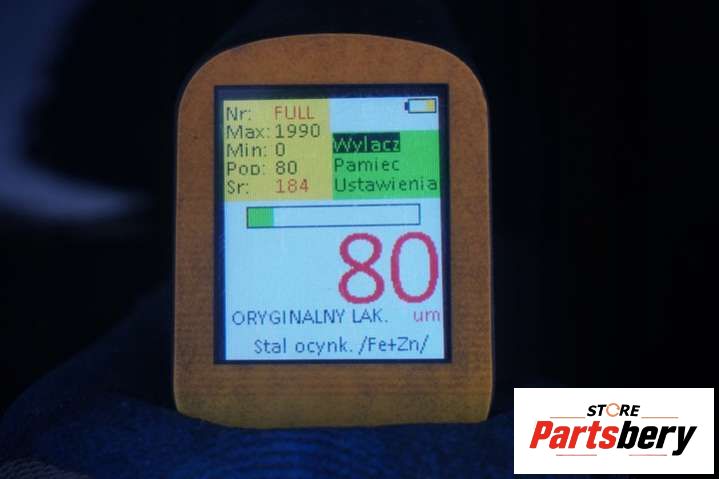 Nr: FULL
Max: 1990
Min: 0
Pop: 80
Sr: 184
Wylacz
Pamiec
Ustawienia
80
ORYGINALNY LAK. um
Stal ocynk. /Fe+Zn/
STORE
Partsbery